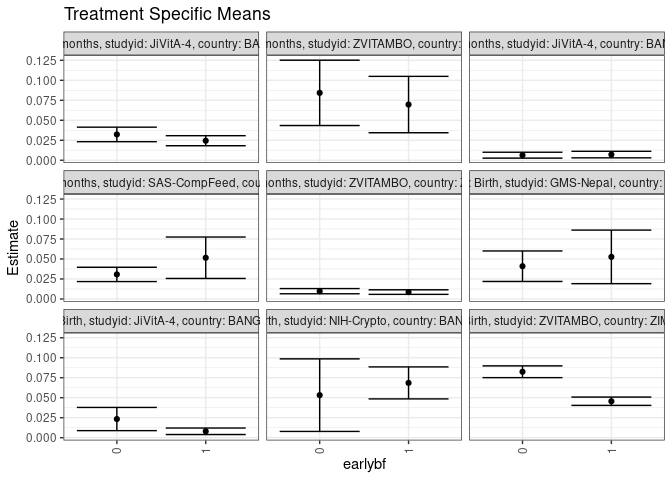 Treatment Specific Means
months, studyid: JiVitA-4, country: BA
months, studyid: ZVITAMBO, country:
months, studyid: JiVitA-4, country: BAN
0.125
0.100
0.075
0.050
0.025
0.000
months, studyid: SAS-CompFeed, cou
months, studyid: ZVITAMBO, country:
: Birth, studyid: GMS-Nepal, country:
0.125
0.100
0.075
0.050
0.025
0.000
Birth, studyid: JiVitA-4, country: BANG
rth, studyid: NIH-Crypto, country: BAN
Birth, studyid: ZVITAMBO, country: ZIM
0.125
0.100
0.075
0.050
0.025
0.000
Estimate
0 1 0 1 0 1
earlybf